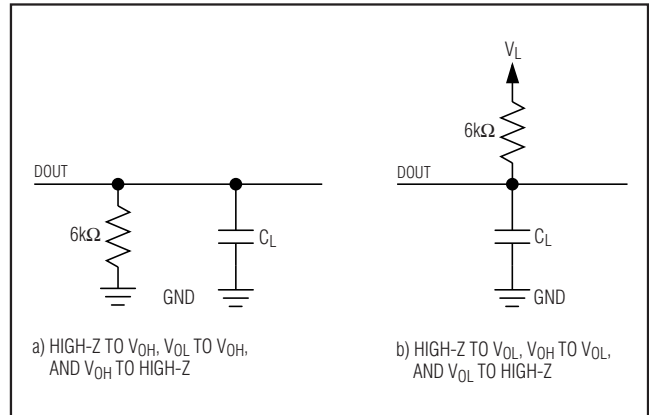 DOUT
6kΩ
CL
GND
a) HIGH-Z TO VOH, VOL TO VOH,
AND VOH TO HIGH-Z
VL
6kΩ
DOUT
CL
GND
b) HIGH-Z TO VOL, VOH TO VOL,
AND VOL TO HIGH-Z